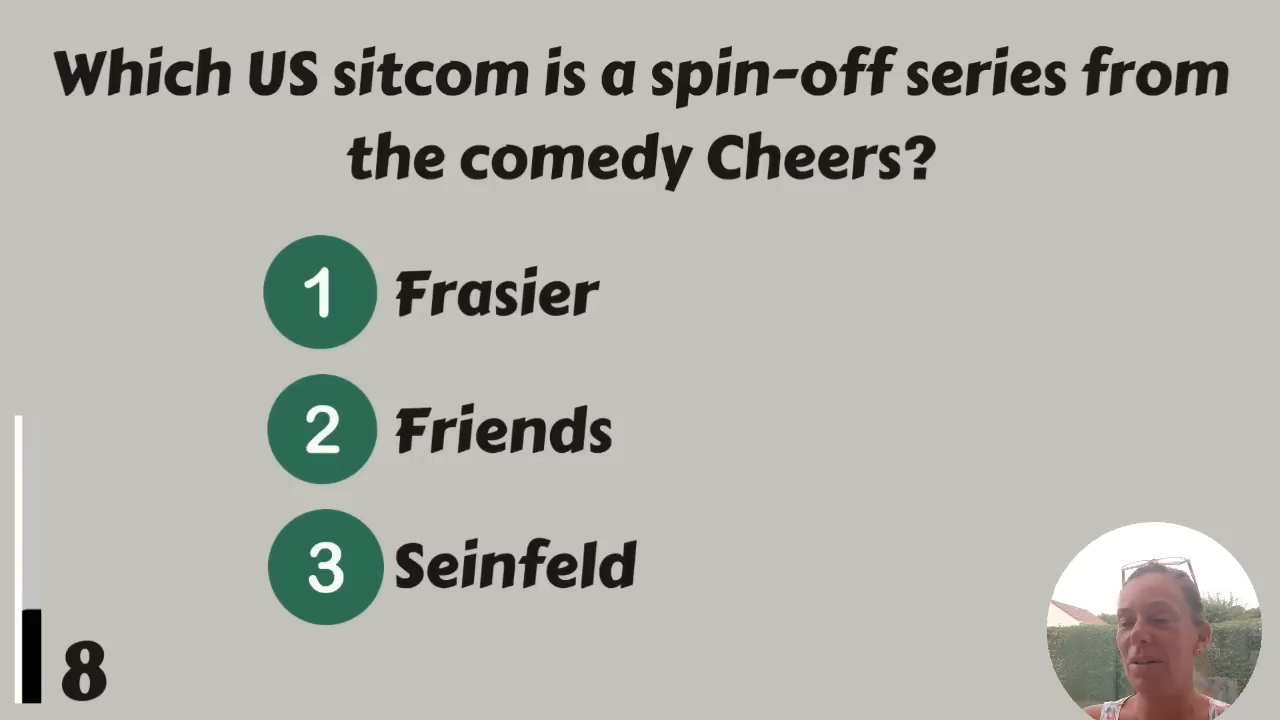 Which US sitcom is a spin-off series from
the comedy Cheers?
1 Frasier
2 Friends
3 Seinfeld
8